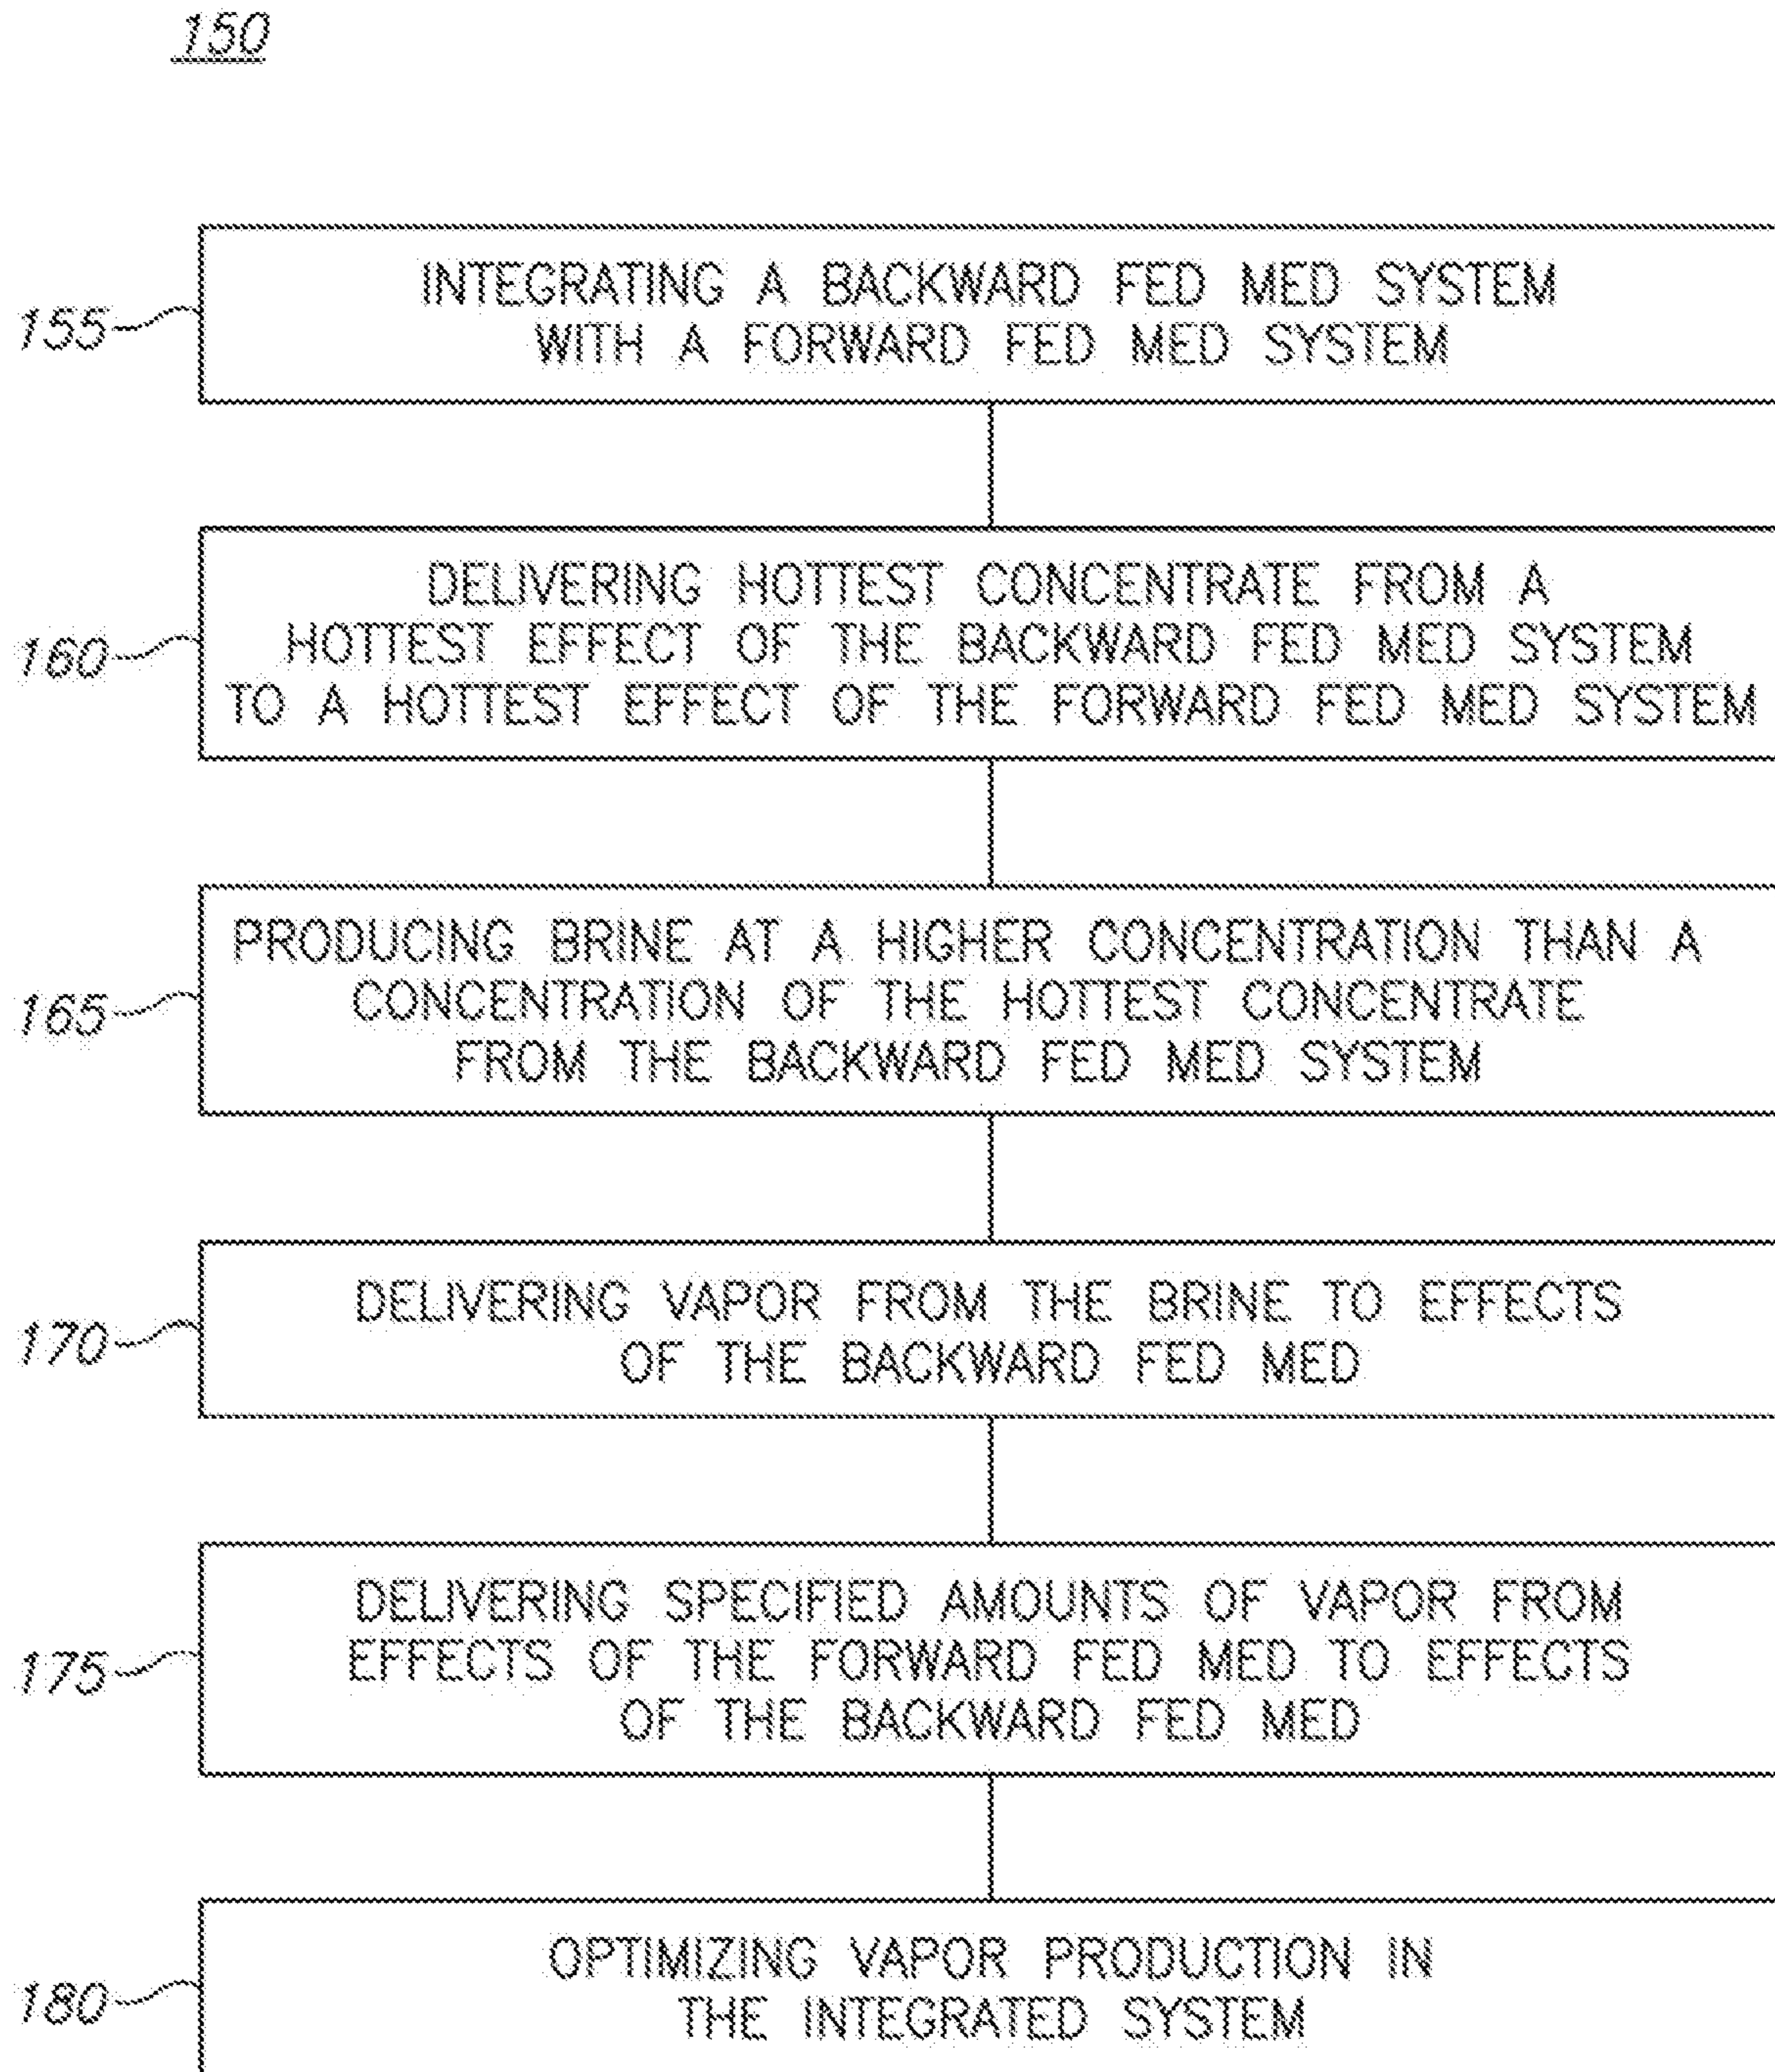 150
155
INTEGRATING A BACKWARD FED MED SYSTEM
WITH A FORWARD FED MED SYSTEM
160
DELIVERING HOTTEST CONCENTRATE FROM A
HOTTEST EFFECT OF THE BACKWARD FED MED SYSTEM
TO A HOTTEST EFFECT OF THE FORWARD FED MED SYSTEM
165
PRODUCING BRINE AT A HIGHER CONCENTRATION THAN A
CONCENTRATION OF THE HOTTEST CONCENTRATE
FROM THE BACKWARD FED MED SYSTEM
170
DELIVERING VAPOR FROM THE BRINE TO EFFECTS
OF THE BACKWARD FED MED
175
DELIVERING SPECIFIED AMOUNTS OF VAPOR FROM
EFFECTS OF THE FORWARD FED MED TO EFFECTS
OF THE BACKWARD FED MED
180
OPTIMIZING VAPOR PRODUCTION IN
THE INTEGRATED SYSTEM